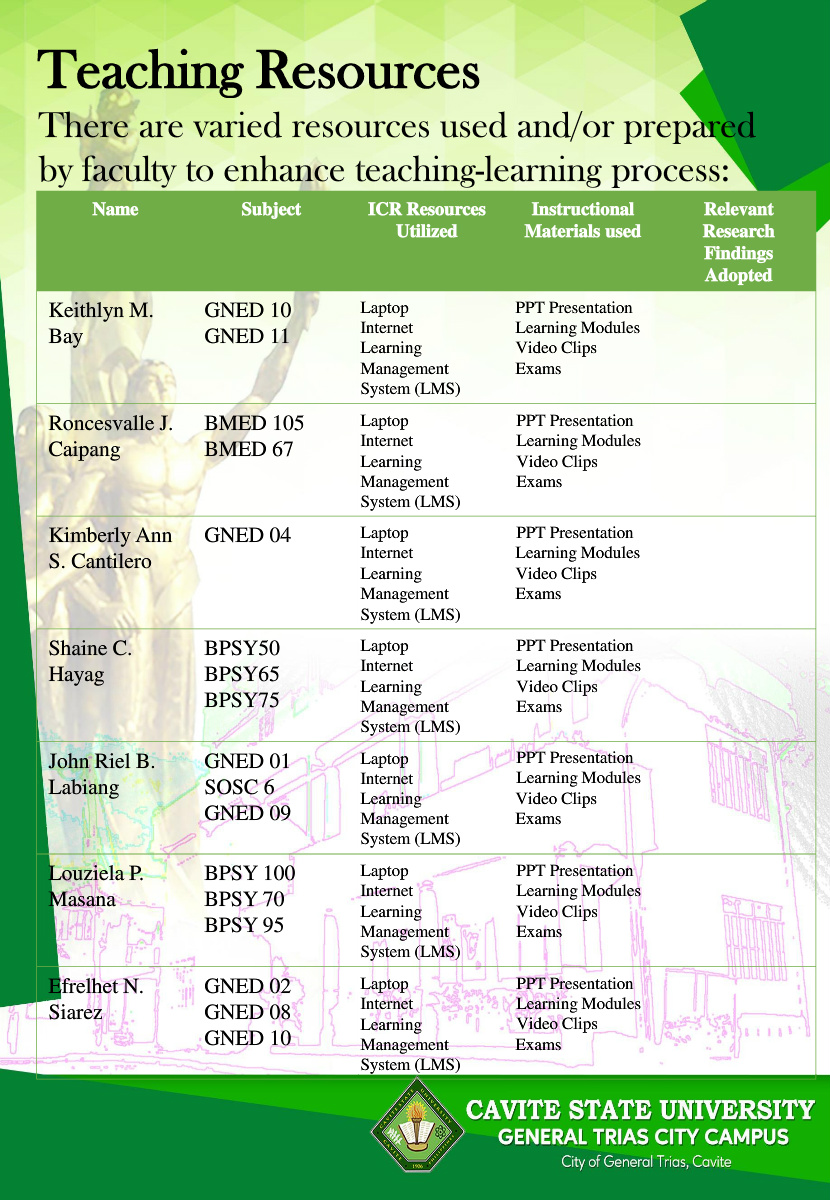 Teaching Resources
There are varied resources used and/or prepared
by faculty to enhance teaching-learning process:
Name
Subject
ICR Resources
Utilized
Instructional
Materials used
Relevant
Research
Findings
Adopted
Keithlyn M.
Bay
GNED 10
GNED 11
Laptop
Internet
Learning
Management
System (LMS)
PPT Presentation
Learning Modules
Video Clips
Exams
Roncesvalle J.
Caipang
BMED 105
BMED 67
Laptop
Internet
Learning
Management
System (LMS)
PPT Presentation
Learning Modules
Video Clips
Exams
Kimberly Ann
S. Cantilero
GNED 04
Laptop
Internet
Learning
Management
System (LMS)
PPT Presentation
Learning Modules
Video Clips
Exams
Shaine C.
Hayag
BPSY50
BPSY65
BPSY75
Laptop
Internet
Learning
Management
System (LMS)
PPT Presentation
Learning Modules
Video Clips
Exams
John Riel B.
Labiang
GNED 01
SOSC 6
GNED 09
Laptop
Internet
Learning
Management
System (LMS)
PPT Presentation
Learning Modules
Video Clips
Exams
Louziela P.
Masana
BPSY 100
BPSY 70
BPSY 95
Laptop
Internet
Learning
Management
System (LMS)
PPT Presentation
Learning Modules
Video Clips
Exams
Efrelhet N.
Siarez
GNED 02
GNED 08
GNED 10
Laptop
Internet
Learning
Management
System (LMS)
PPT Presentation
Learning Modules
Video Clips
Exams
CAVITE STATE UNIVERSITY
GENERAL TRIAS CITY CAMPUS
City of General Trias, Cavite